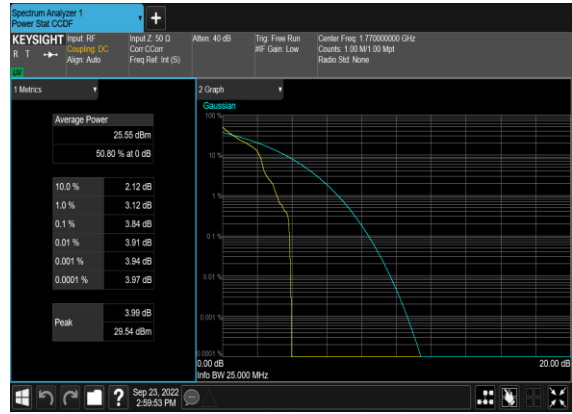 Spectrum Analyzer 1
Power Stat CCDF
KEYSIGHT
R T
LW
Input: RF
Coupling: DC
Align: Auto
Input Z: 50 Ω
Corr CCorr
Freq Ref: Int (S)
Atten: 40 dB
Trig: Free Run
#IF Gain: Low
Center Freq: 1.770000000 GHz
Counts: 1.00 M/1.00 Mpt
Radio Std: None
1 Metrics
Average Power
25.55 dBm
50.80 % at 0 dB
10.0 % 2.12 dB
1.0 % 3.12 dB
0.1 % 3.84 dB
0.01 % 3.91 dB
0.001 % 3.94 dB
0.0001 % 3.97 dB
Peak
3.99 dB
29.54 dBm
2 Graph
Gaussian
100 %
10 %
1 %
0.1 %
0.01 %
0.001 %
0.0001 %
0.00 dB
20.00 dB
Info BW 25.000 MHz
?
Sep 23, 2022
2:59:53 PM